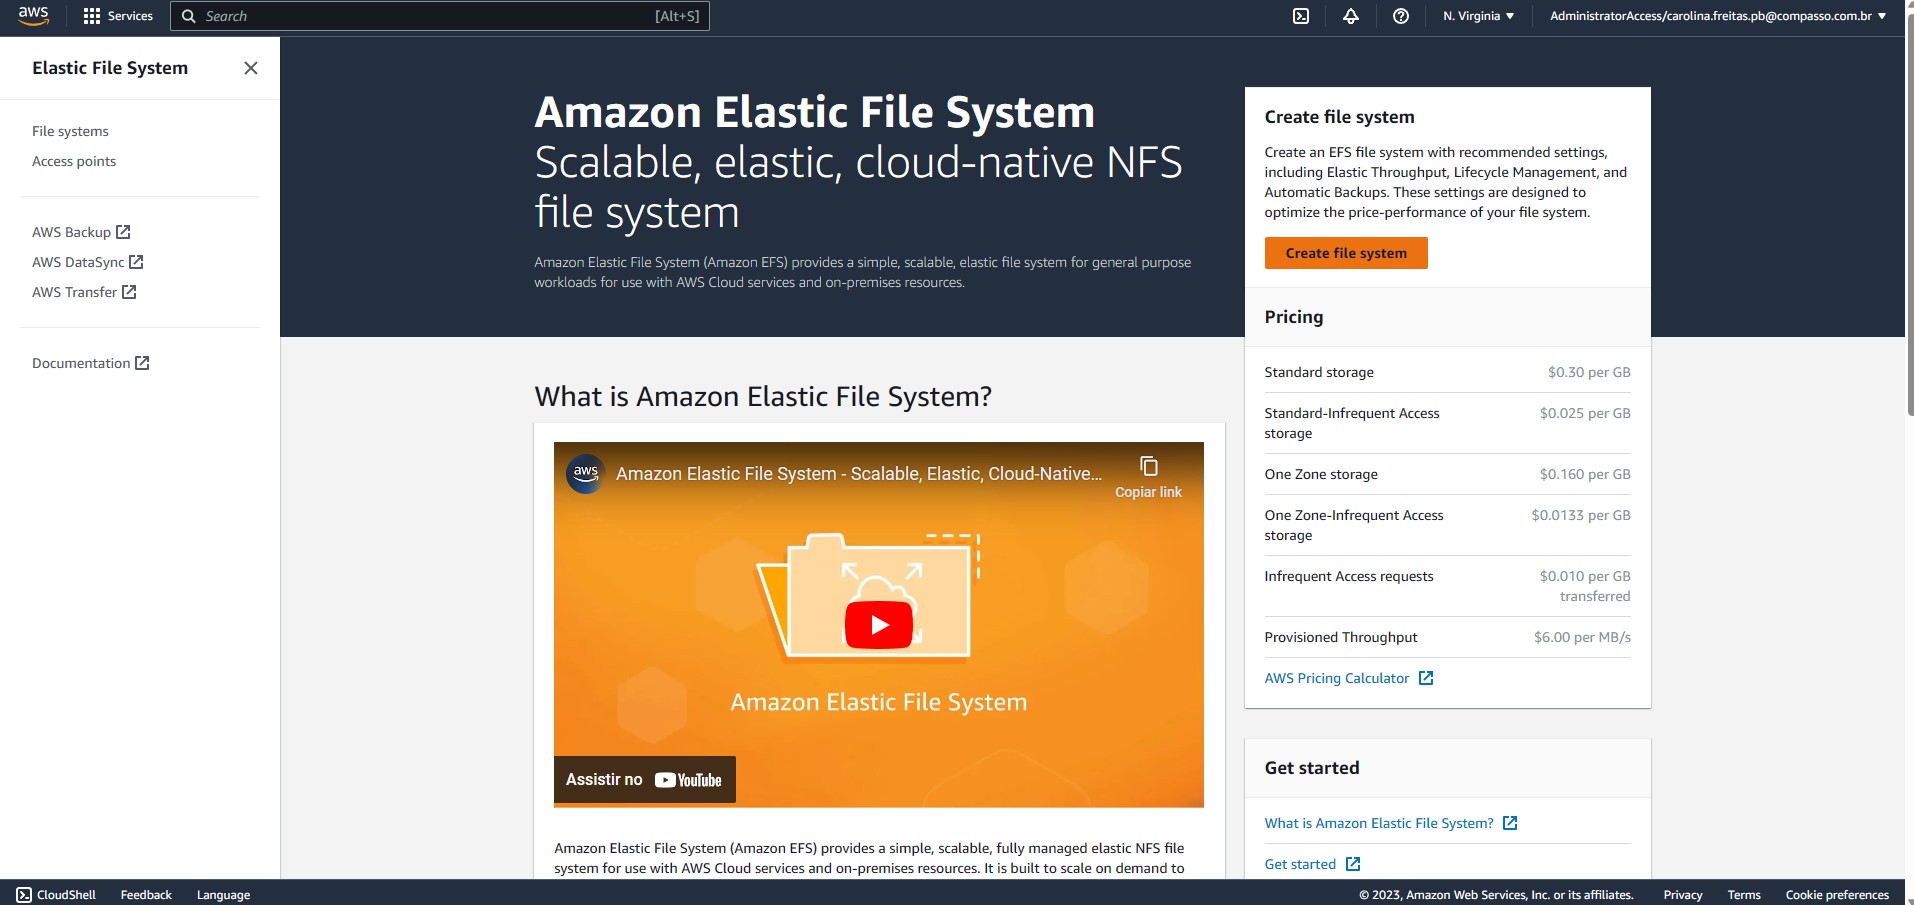 aws
Services
Search
[Alt+S]
N. Virginia
AdministratorAccess/carolina.freitas.pb@compasso.com.br
Elastic File System
File systems
Access points
AWS Backup
AWS DataSync
AWS Transfer
Documentation
Amazon Elastic File System
Scalable, elastic, cloud-native NFS
file system
Amazon Elastic File System (Amazon EFS) provides a simple, scalable, elastic file system for general purpose
workloads for use with AWS Cloud services and on-premises resources.
Create file system
Create an EFS file system with recommended settings,
including Elastic Throughput, Lifecycle Management, and
Automatic Backups. These settings are designed to
optimize the price-performance of your file system.
Create file system
Pricing
Standard storage $0.30 per GB
Standard-Infrequent Access $0.025 per GB
storage
One Zone storage $0.160 per GB
One Zone-Infrequent Access $0.0133 per GB
storage
Infrequent Access requests $0.010 per GB
transferred
Provisioned Throughput $6.00 per MB/s
AWS Pricing Calculator
What is Amazon Elastic File System?
aws
Amazon Elastic File System - Scalable, Elastic, Cloud-Native...
Copiar link
Amazon Elastic File System
Assistir no YouTube
Amazon Elastic File System (Amazon EFS) provides a simple, scalable, fully managed elastic NFS file
system for use with AWS Cloud services and on-premises resources. It is built to scale on demand to
Get started
What is Amazon Elastic File System?
Get started
CloudShell
Feedback
Language
© 2023, Amazon Web Services, Inc. or its affiliates.
Privacy
Terms
Cookie preferences